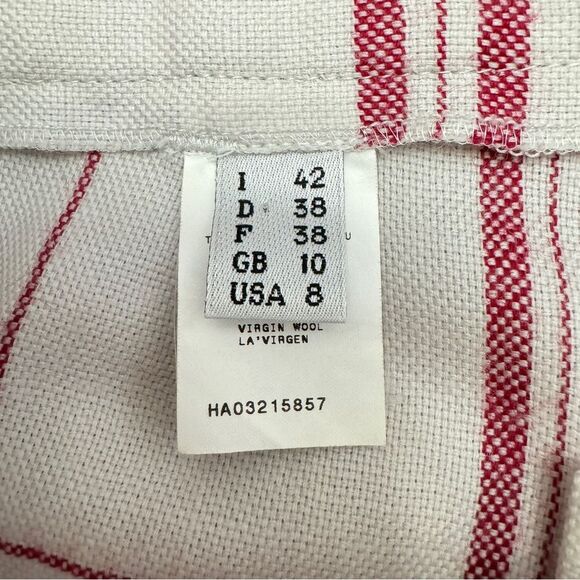 I 42
D 38
F 38
GB 10
USA 8
VIRGIN WOOL
LA'VIRGEN
HA03215857